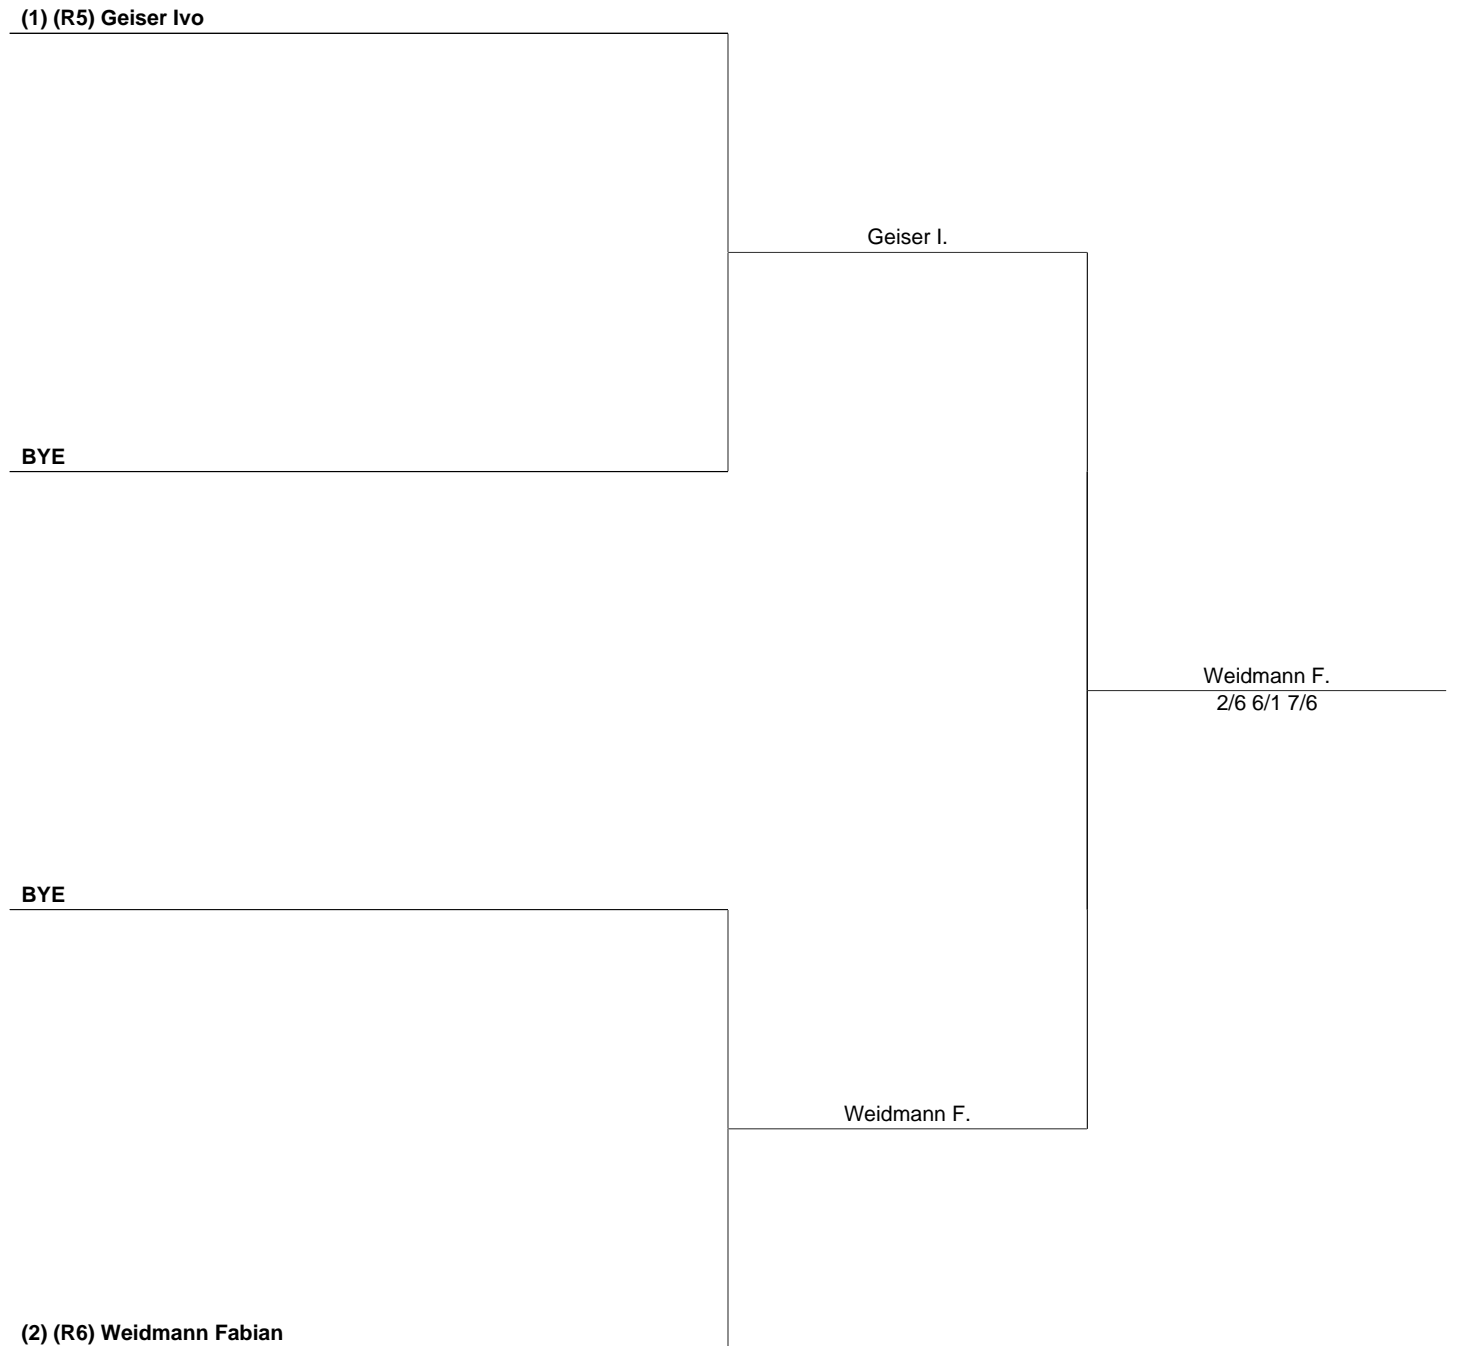 (1) (R5) Geiser Ivo
Geiser I.
BYE
Weidmann F.
2/6 6/1 7/6
BYE
Weidmann F.
(2) (R6) Weidmann Fabian